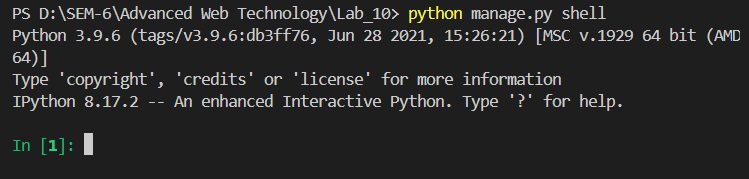 PS D:\SEM-6\Advanced Web Technology\Lab_10> python manage.py shell
Python 3.9.6 (tags/v3.9.6:db3ff76, Jun 28 2021, 15:26:21) [MSC v.1929 64 bit (AMD
64)]
Type 'copyright', 'credits' or 'license' for more information
IPython 8.17.2 -- An enhanced Interactive Python. Type '?' for help.
In [1]: